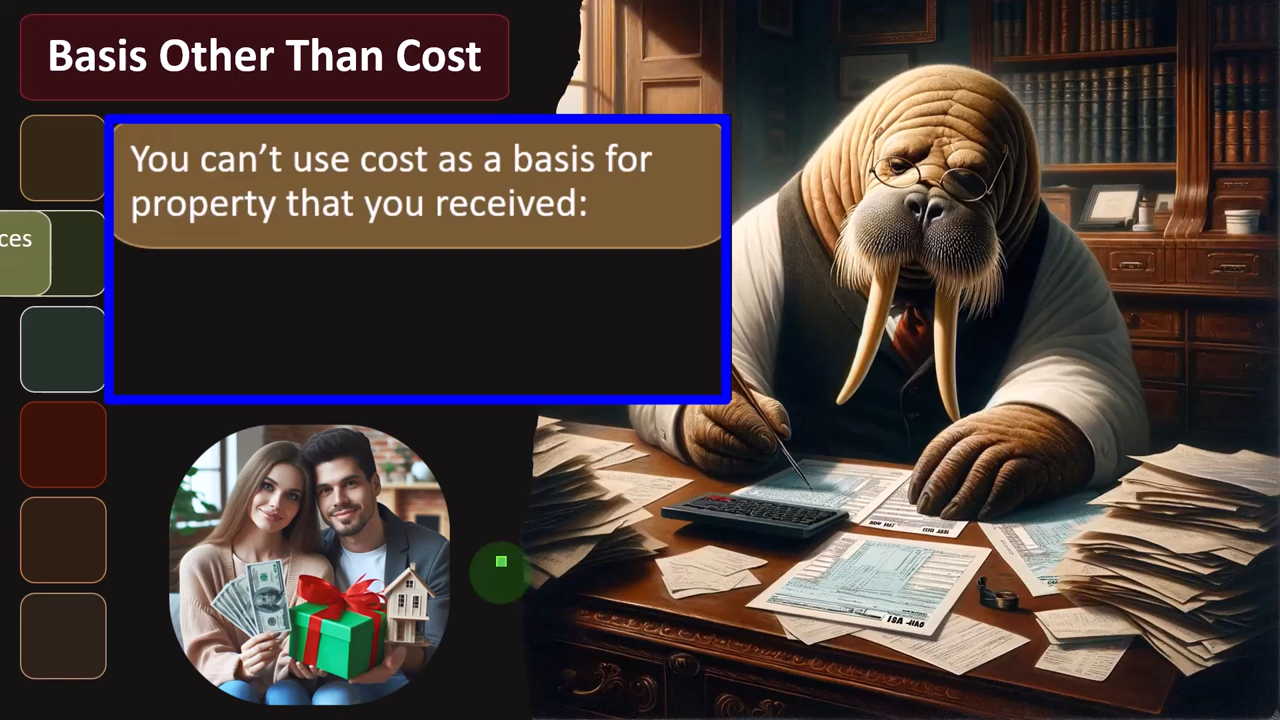 Basis Other Than Cost
You can’t use cost as a basis for
property that you received:
ces